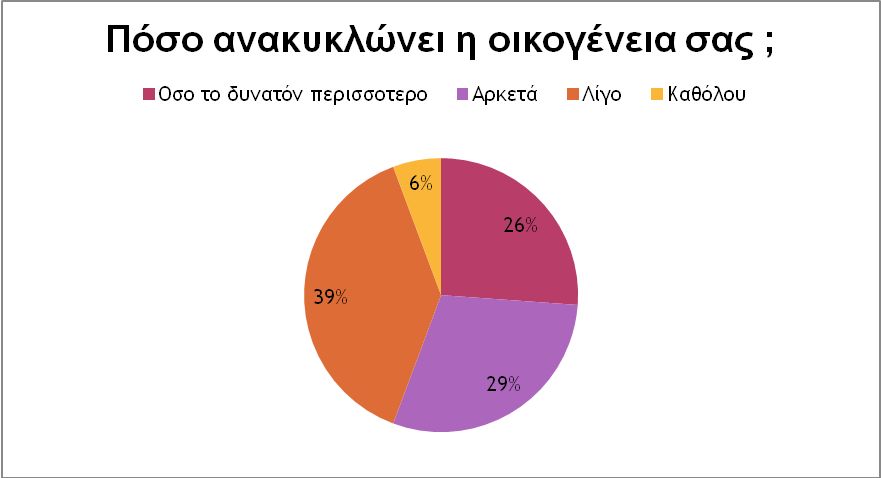 Πόσο ανακυκλώνει η οικογένεια σας ;
Οσο το δυνατόν περισσοτερο Αρκετά Λίγο Καθόλου
6%
26%
39%
29%